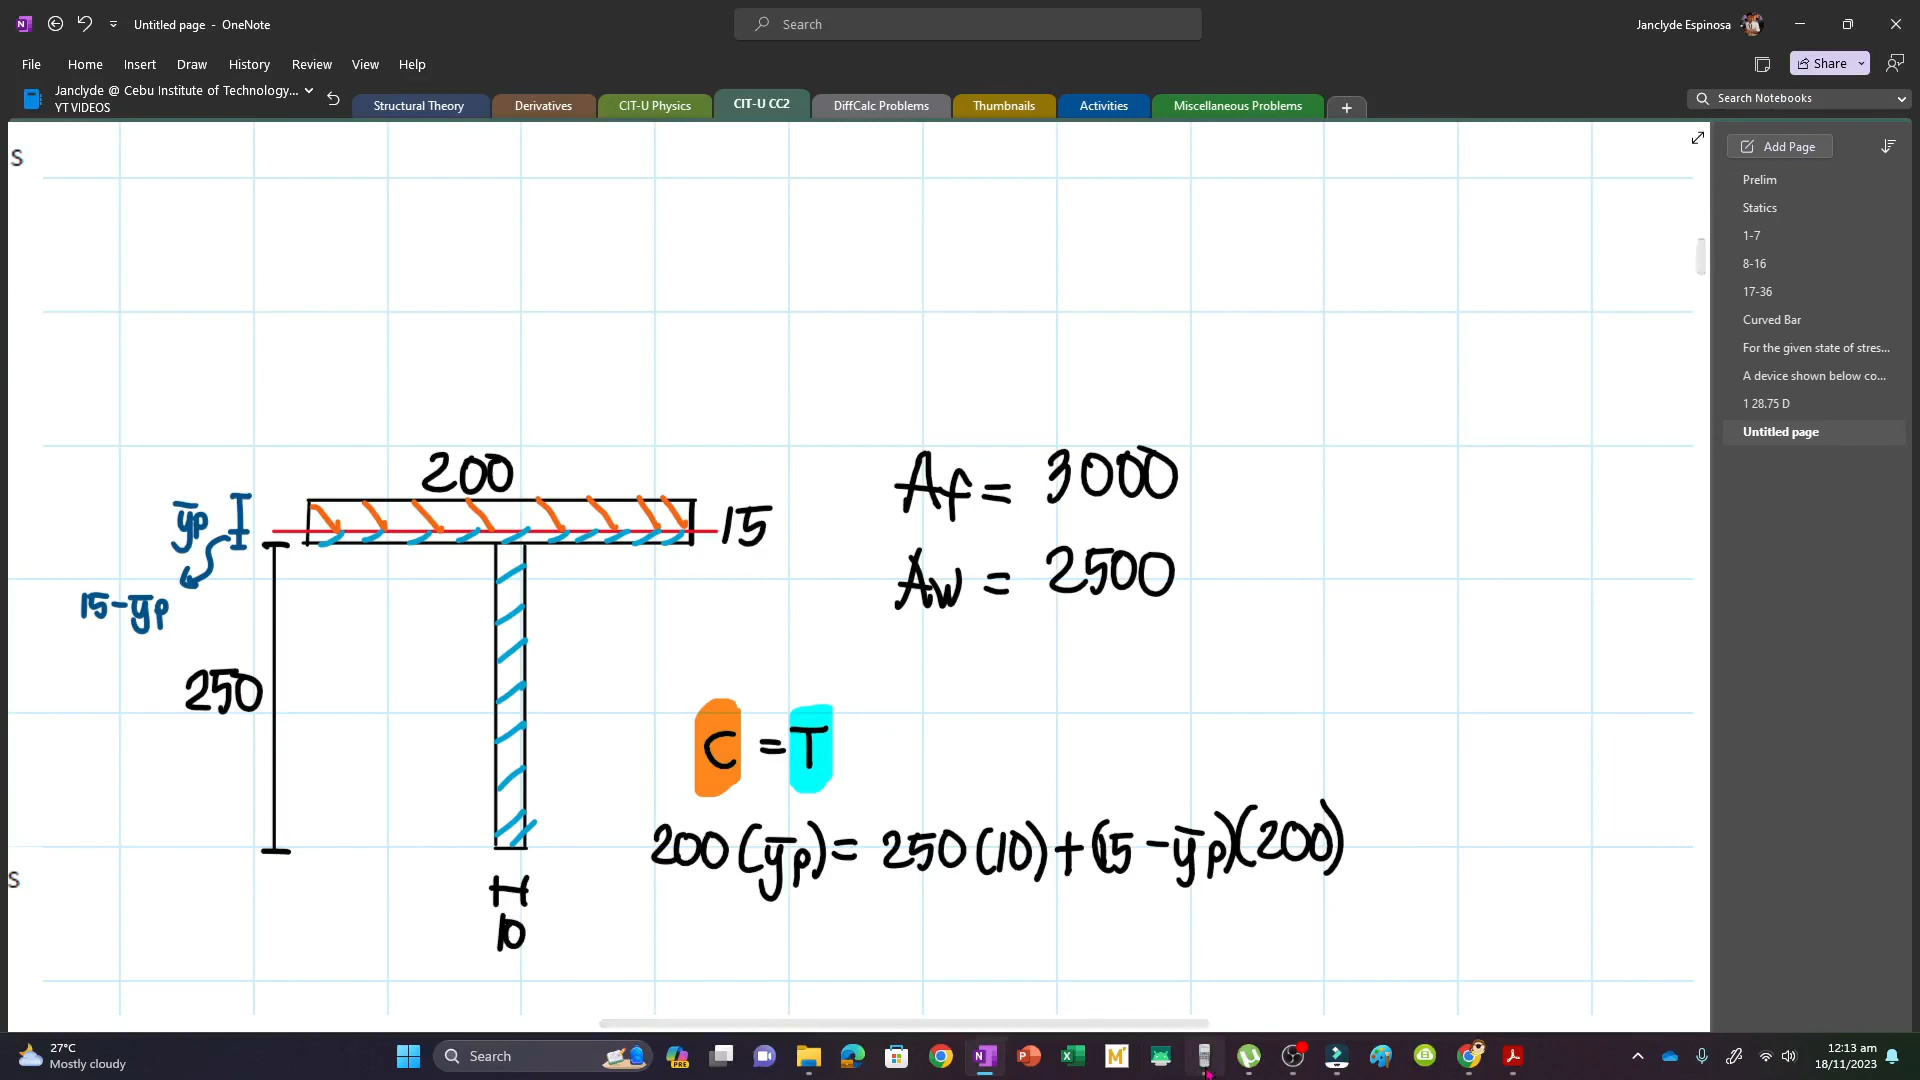 Untitled page - OneNote
Search
Janclyde Espinosa
File Home Insert Draw History Review View Help
Share
Janclyde @ Cebu Institute of Technology...
YT VIDEOS
Structural Theory
Derivatives
CIT-U Physics
CIT-U CC2
DiffCalc Problems
Thumbnails
Activities
Miscellaneous Problems
+
Search Notebooks
Add Page
Prelim
Statics
1-7
8-16
17-36
Curved Bar
For the given state of stres...
A device shown below co...
1 28.75 D
Untitled page
s
200
Af = 3000
y̅p
15
Aw = 2500
15-y̅p
250
C = T
200(y̅p) = 250(10)+(15-y̅p)(200)
s
10
27°C
Mostly cloudy
Search
PRE
12:13 am
18/11/2023